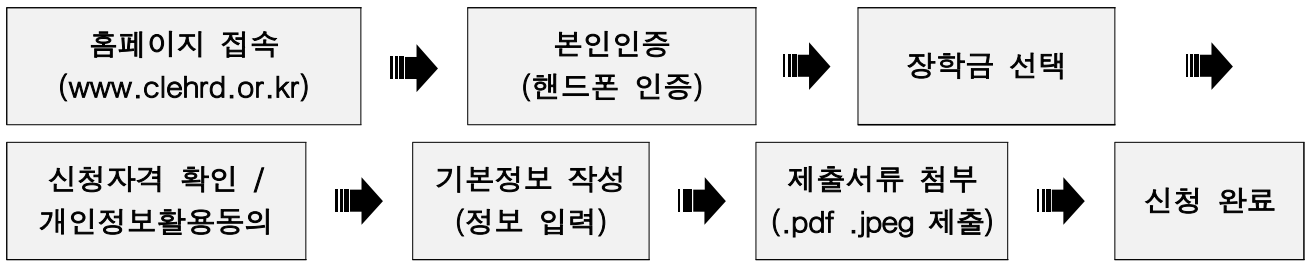 홈페이지 접속
(www.clehrd.or.kr)
본인인증
(핸드폰 인증)
장학금 선택
신청자격 확인 /
개인정보활용동의
기본정보 작성
(정보 입력)
제출서류 첨부
(.pdf .jpeg 제출)
신청 완료